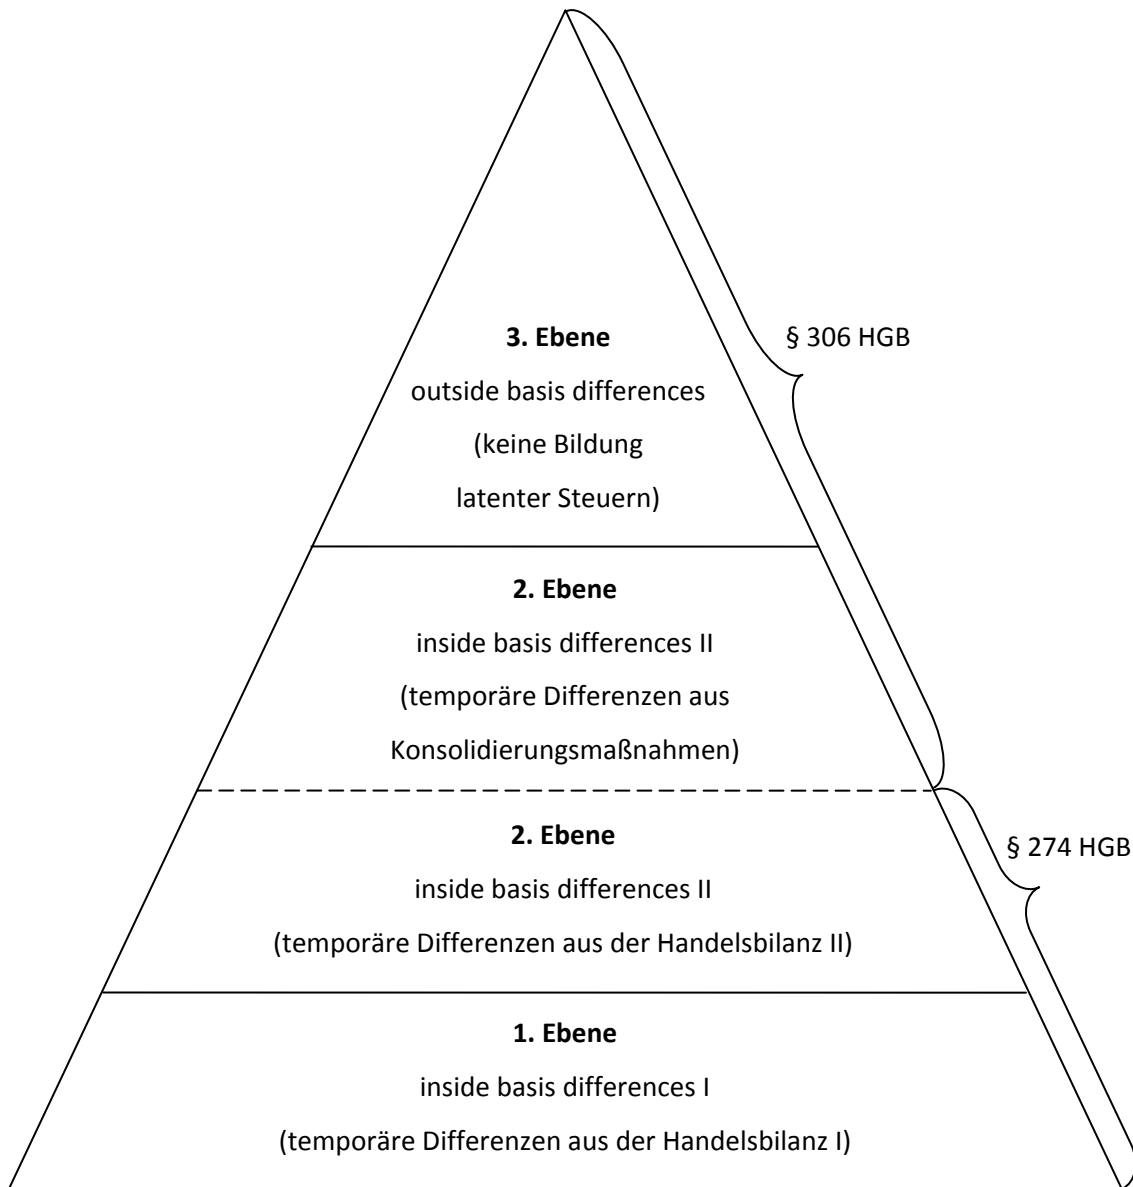 3. Ebene
§ 306 HGB
outside basis differences
(keine Bildung
latenter Steuern)
2. Ebene
inside basis differences II
(temporäre Differenzen aus
Konsolidierungsmaßnahmen)
2. Ebene
§ 274 HGB
inside basis differences II
(temporäre Differenzen aus der Handelsbilanz II)
1. Ebene
inside basis differences I
(temporäre Differenzen aus der Handelsbilanz I)